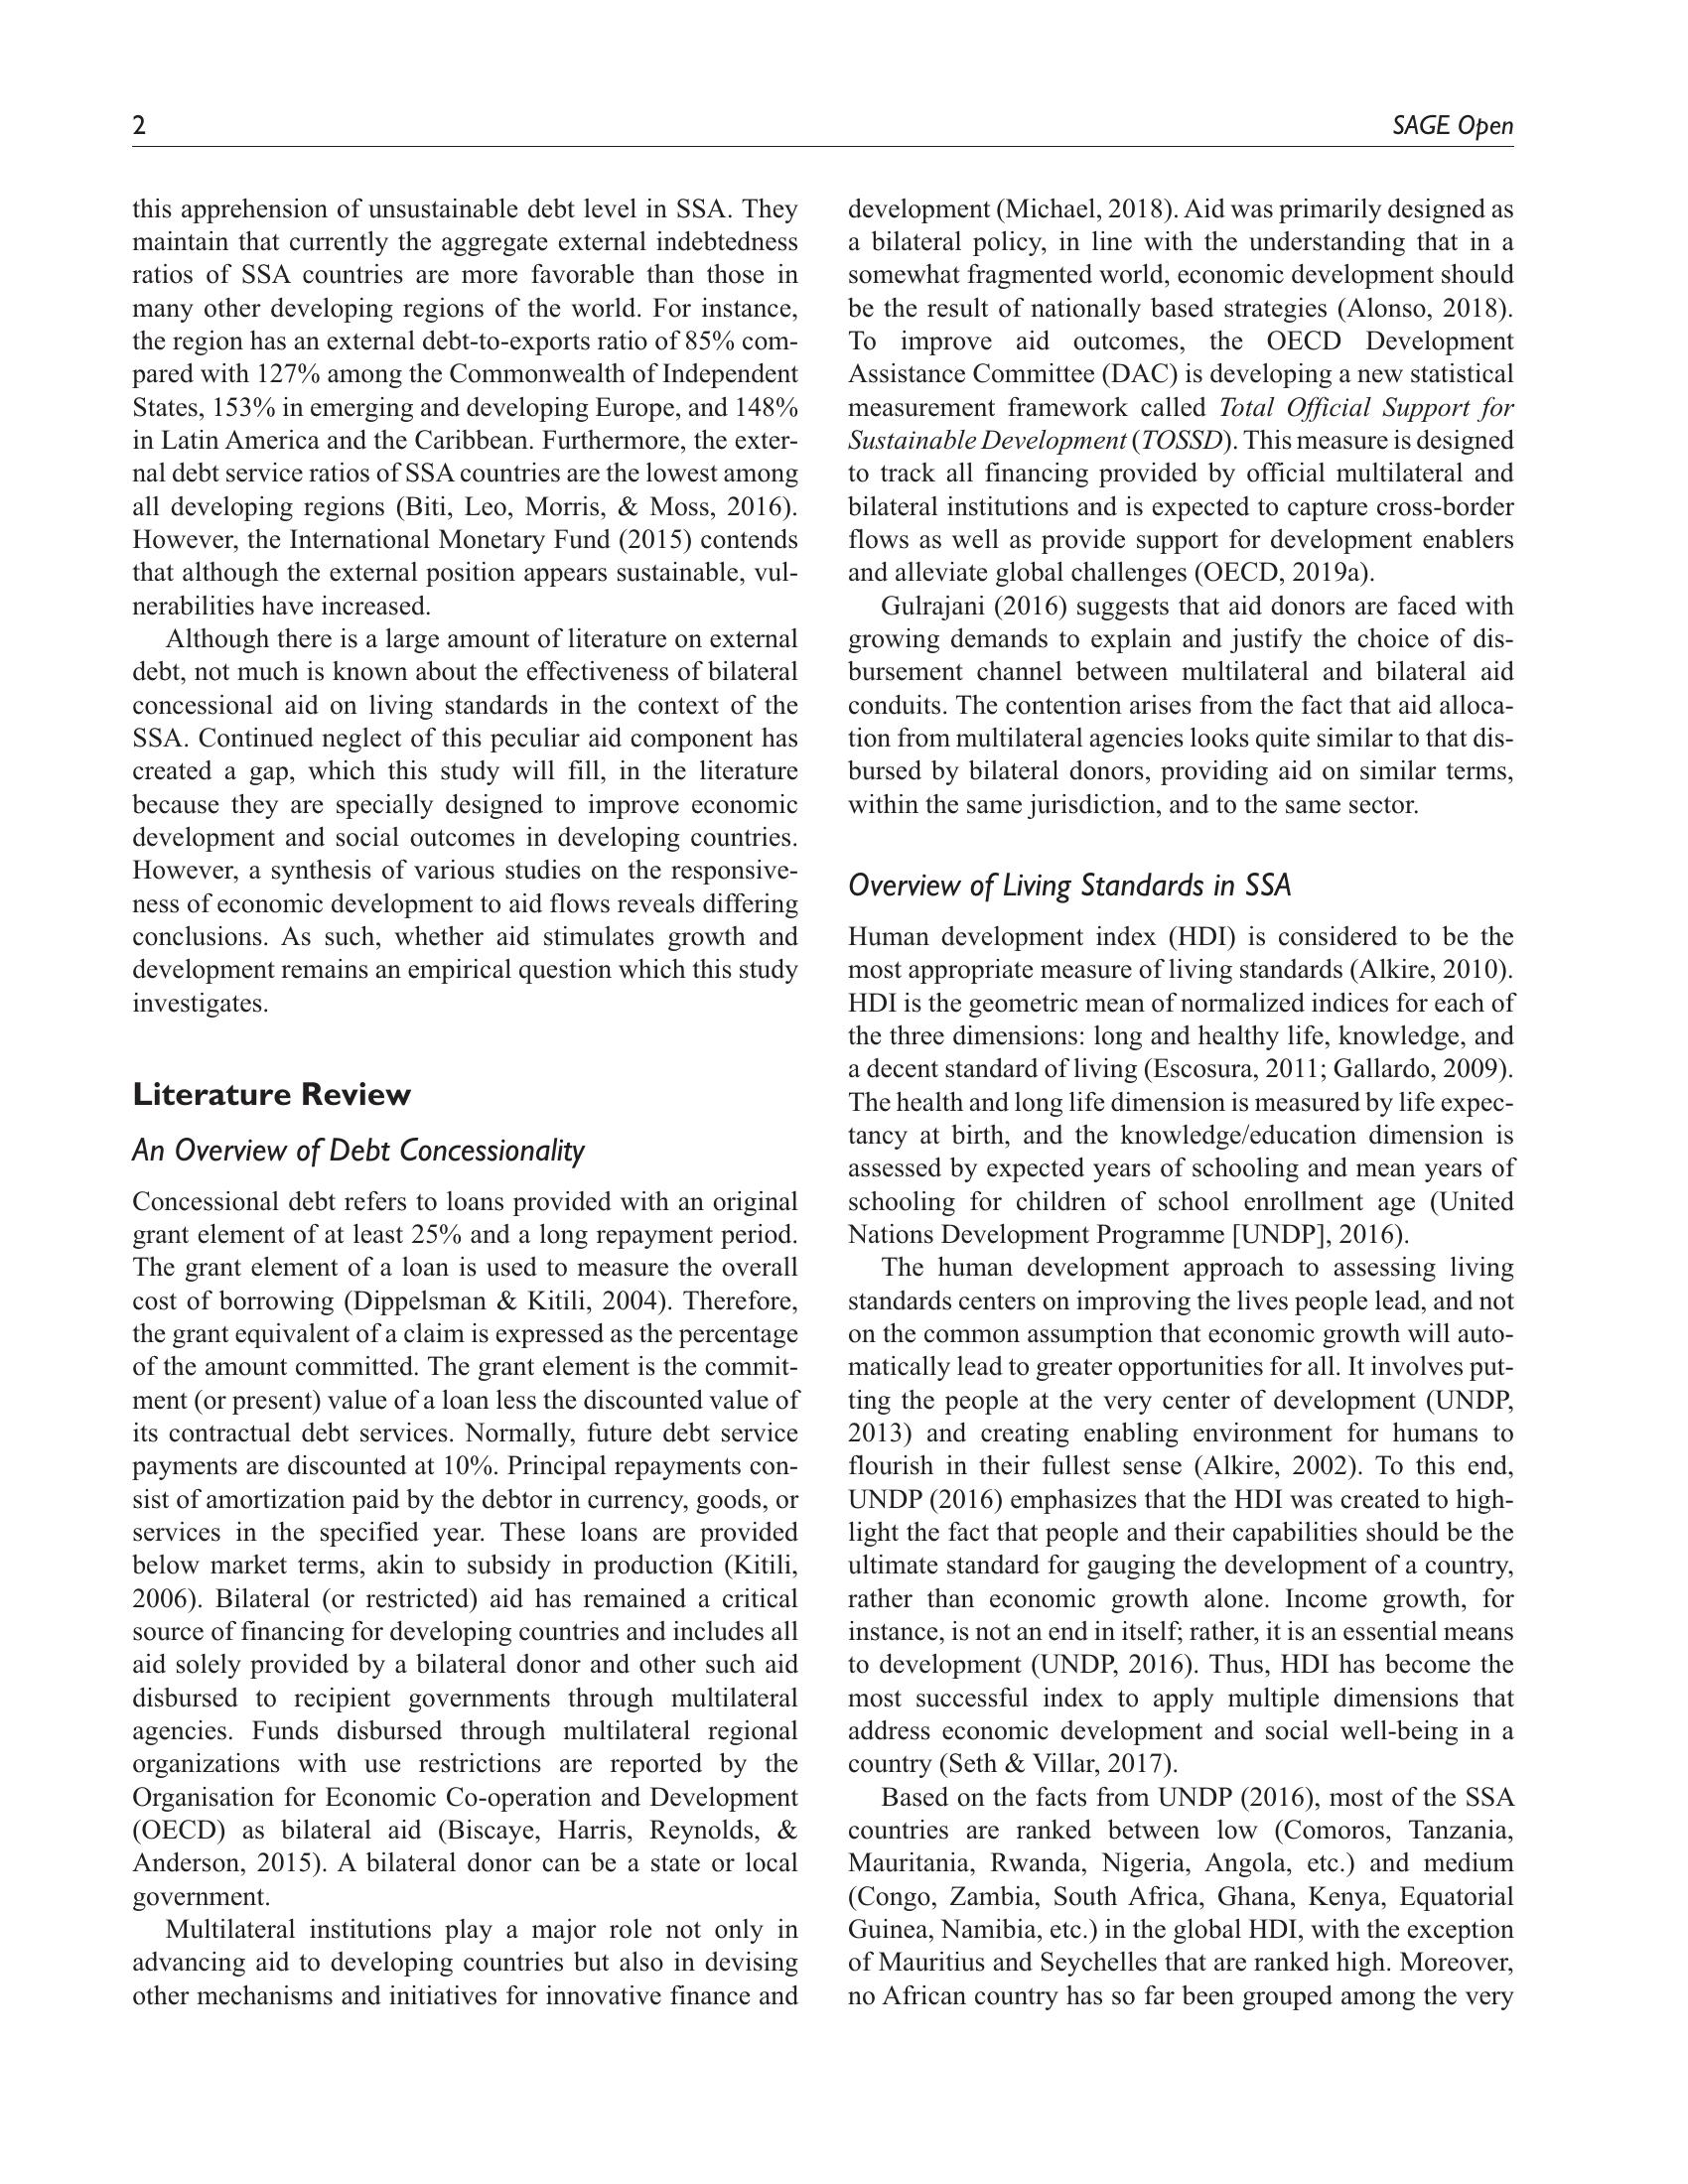 2
SAGE Open
this apprehension of unsustainable debt level in SSA. They
maintain that currently the aggregate external indebtedness
ratios of SSA countries are more favorable than those in
many other developing regions of the world. For instance,
the region has an external debt-to-exports ratio of 85% com-
pared with 127% among the Commonwealth of Independent
States, 153% in emerging and developing Europe, and 148%
in Latin America and the Caribbean. Furthermore, the exter-
nal debt service ratios of SSA countries are the lowest among
all developing regions (Biti, Leo, Morris, & Moss, 2016).
However, the International Monetary Fund (2015) contends
that although the external position appears sustainable, vul-
nerabilities have increased.
Although there is a large amount of literature on external
debt, not much is known about the effectiveness of bilateral
concessional aid on living standards in the context of the
SSA. Continued neglect of this peculiar aid component has
created a gap, which this study will fill, in the literature
because they are specially designed to improve economic
development and social outcomes in developing countries.
However, a synthesis of various studies on the responsive-
ness of economic development to aid flows reveals differing
conclusions. As such, whether aid stimulates growth and
development remains an empirical question which this study
investigates.
Literature Review
An Overview of Debt Concessionality
Concessional debt refers to loans provided with an original
grant element of at least 25% and a long repayment period.
The grant element of a loan is used to measure the overall
cost of borrowing (Dippelsman & Kitili, 2004). Therefore,
the grant equivalent of a claim is expressed as the percentage
of the amount committed. The grant element is the commit-
ment (or present) value of a loan less the discounted value of
its contractual debt services. Normally, future debt service
payments are discounted at 10%. Principal repayments con-
sist of amortization paid by the debtor in currency, goods, or
services in the specified year. These loans are provided
below market terms, akin to subsidy in production (Kitili,
2006). Bilateral (or restricted) aid has remained a critical
source of financing for developing countries and includes all
aid solely provided by a bilateral donor and other such aid
disbursed to recipient governments through multilateral
agencies. Funds disbursed through multilateral regional
organizations with use restrictions are reported by the
Organisation for Economic Co-operation and Development
(OECD) as bilateral aid (Biscaye, Harris, Reynolds, &
Anderson, 2015). A bilateral donor can be a state or local
government.
Multilateral institutions play a major role not only in
advancing aid to developing countries but also in devising
other mechanisms and initiatives for innovative finance and
development (Michael, 2018). Aid was primarily designed as
a bilateral policy, in line with the understanding that in a
somewhat fragmented world, economic development should
be the result of nationally based strategies (Alonso, 2018).
To improve aid outcomes, the OECD Development
Assistance Committee (DAC) is developing a new statistical
measurement framework called Total Official Support for
Sustainable Development (TOSSD). This measure is designed
to track all financing provided by official multilateral and
bilateral institutions and is expected to capture cross-border
flows as well as provide support for development enablers
and alleviate global challenges (OECD, 2019a).
Gulrajani (2016) suggests that aid donors are faced with
growing demands to explain and justify the choice of dis-
bursement channel between multilateral and bilateral aid
conduits. The contention arises from the fact that aid alloca-
tion from multilateral agencies looks quite similar to that dis-
bursed by bilateral donors, providing aid on similar terms,
within the same jurisdiction, and to the same sector.
Overview of Living Standards in SSA
Human development index (HDI) is considered to be the
most appropriate measure of living standards (Alkire, 2010).
HDI is the geometric mean of normalized indices for each of
the three dimensions: long and healthy life, knowledge, and
a decent standard of living (Escosura, 2011; Gallardo, 2009).
The health and long life dimension is measured by life expec-
tancy at birth, and the knowledge/education dimension is
assessed by expected years of schooling and mean years of
schooling for children of school enrollment age (United
Nations Development Programme [UNDP], 2016).
The human development approach to assessing living
standards centers on improving the lives people lead, and not
on the common assumption that economic growth will auto-
matically lead to greater opportunities for all. It involves put-
ting the people at the very center of development (UNDP,
2013) and creating enabling environment for humans to
flourish in their fullest sense (Alkire, 2002). To this end,
UNDP (2016) emphasizes that the HDI was created to high-
light the fact that people and their capabilities should be the
ultimate standard for gauging the development of a country,
rather than economic growth alone. Income growth, for
instance, is not an end in itself; rather, it is an essential means
to development (UNDP, 2016). Thus, HDI has become the
most successful index to apply multiple dimensions that
address economic development and social well-being in a
country (Seth & Villar, 2017).
Based on the facts from UNDP (2016), most of the SSA
countries are ranked between low (Comoros, Tanzania,
Mauritania, Rwanda, Nigeria, Angola, etc.) and medium
(Congo, Zambia, South Africa, Ghana, Kenya, Equatorial
Guinea, Namibia, etc.) in the global HDI, with the exception
of Mauritius and Seychelles that are ranked high. Moreover,
no African country has so far been grouped among the very